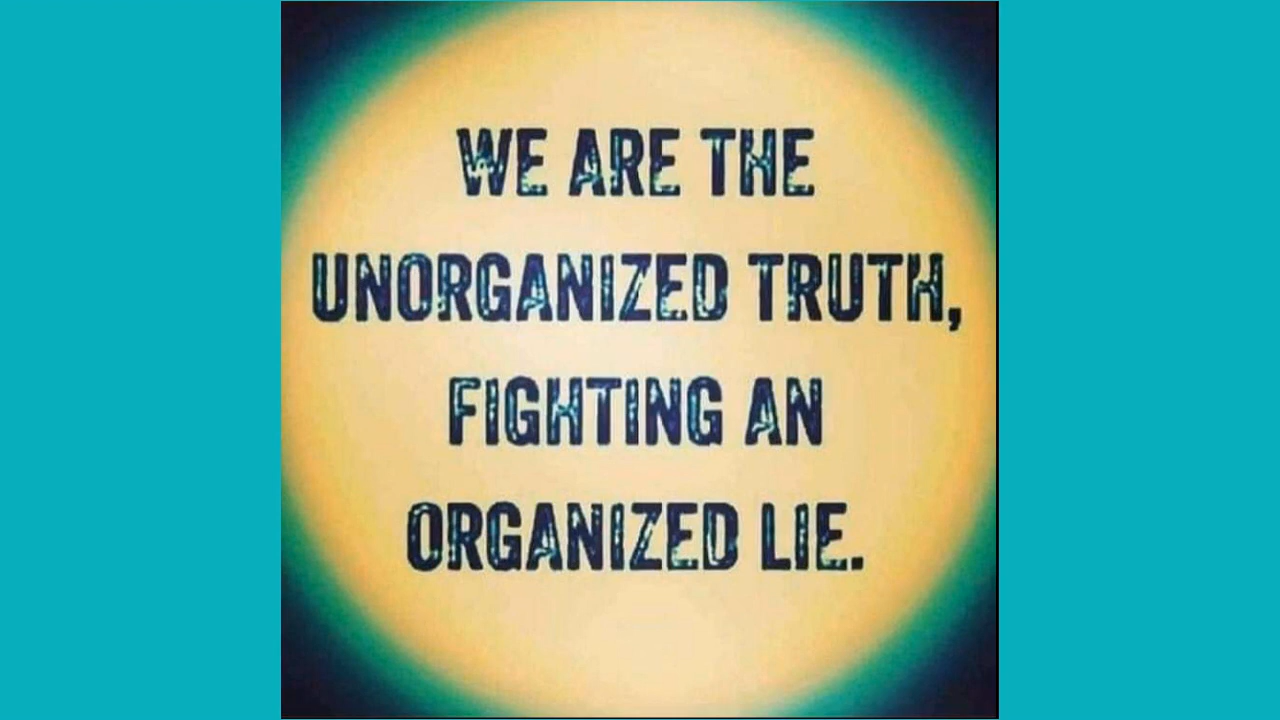 WE ARE THE
UNORGANIZED TRUTH,
FIGHTING AN
ORGANIZED LIE.